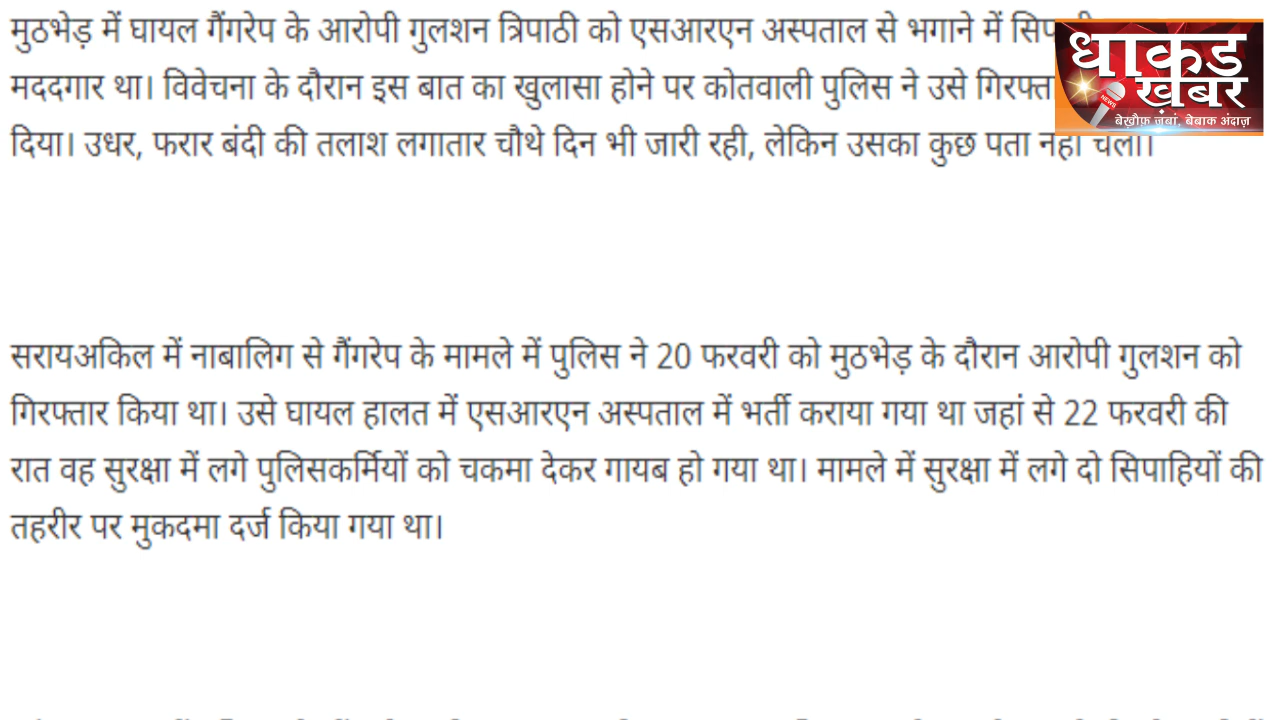 मुठभेड़ में घायल गैंगरेप के आरोपी गुलशन त्रिपाठी को एसआरएन अस्पताल से भगाने में
मददगार था। विवेचना के दौरान इस बात का खुलासा होने पर कोतवाली पुलिस ने उसे
दिया। उधर, फरार बंदी की तलाश लगातार चौथे दिन भी जारी रही, लेकिन उसका कुछ पता नहीं चला।
धाकड़
खबर
NEWS
बेख़ौफ़ जुबां, बेबाक अंदाज़
सरायअकिल में नाबालिग से गैंगरेप के मामले में पुलिस ने 20 फरवरी को मुठभेड़ के दौरान आरोपी गुलशन को
गिरफ्तार किया था। उसे घायल हालत में एसआरएन अस्पताल में भर्ती कराया गया था जहां से 22 फरवरी की
रात वह सुरक्षा में लगे पुलिसकर्मियों को चकमा देकर गायब हो गया था। मामले में सुरक्षा में लगे दो सिपाहियों की
तहरीर पर मुकदमा दर्ज किया गया था।